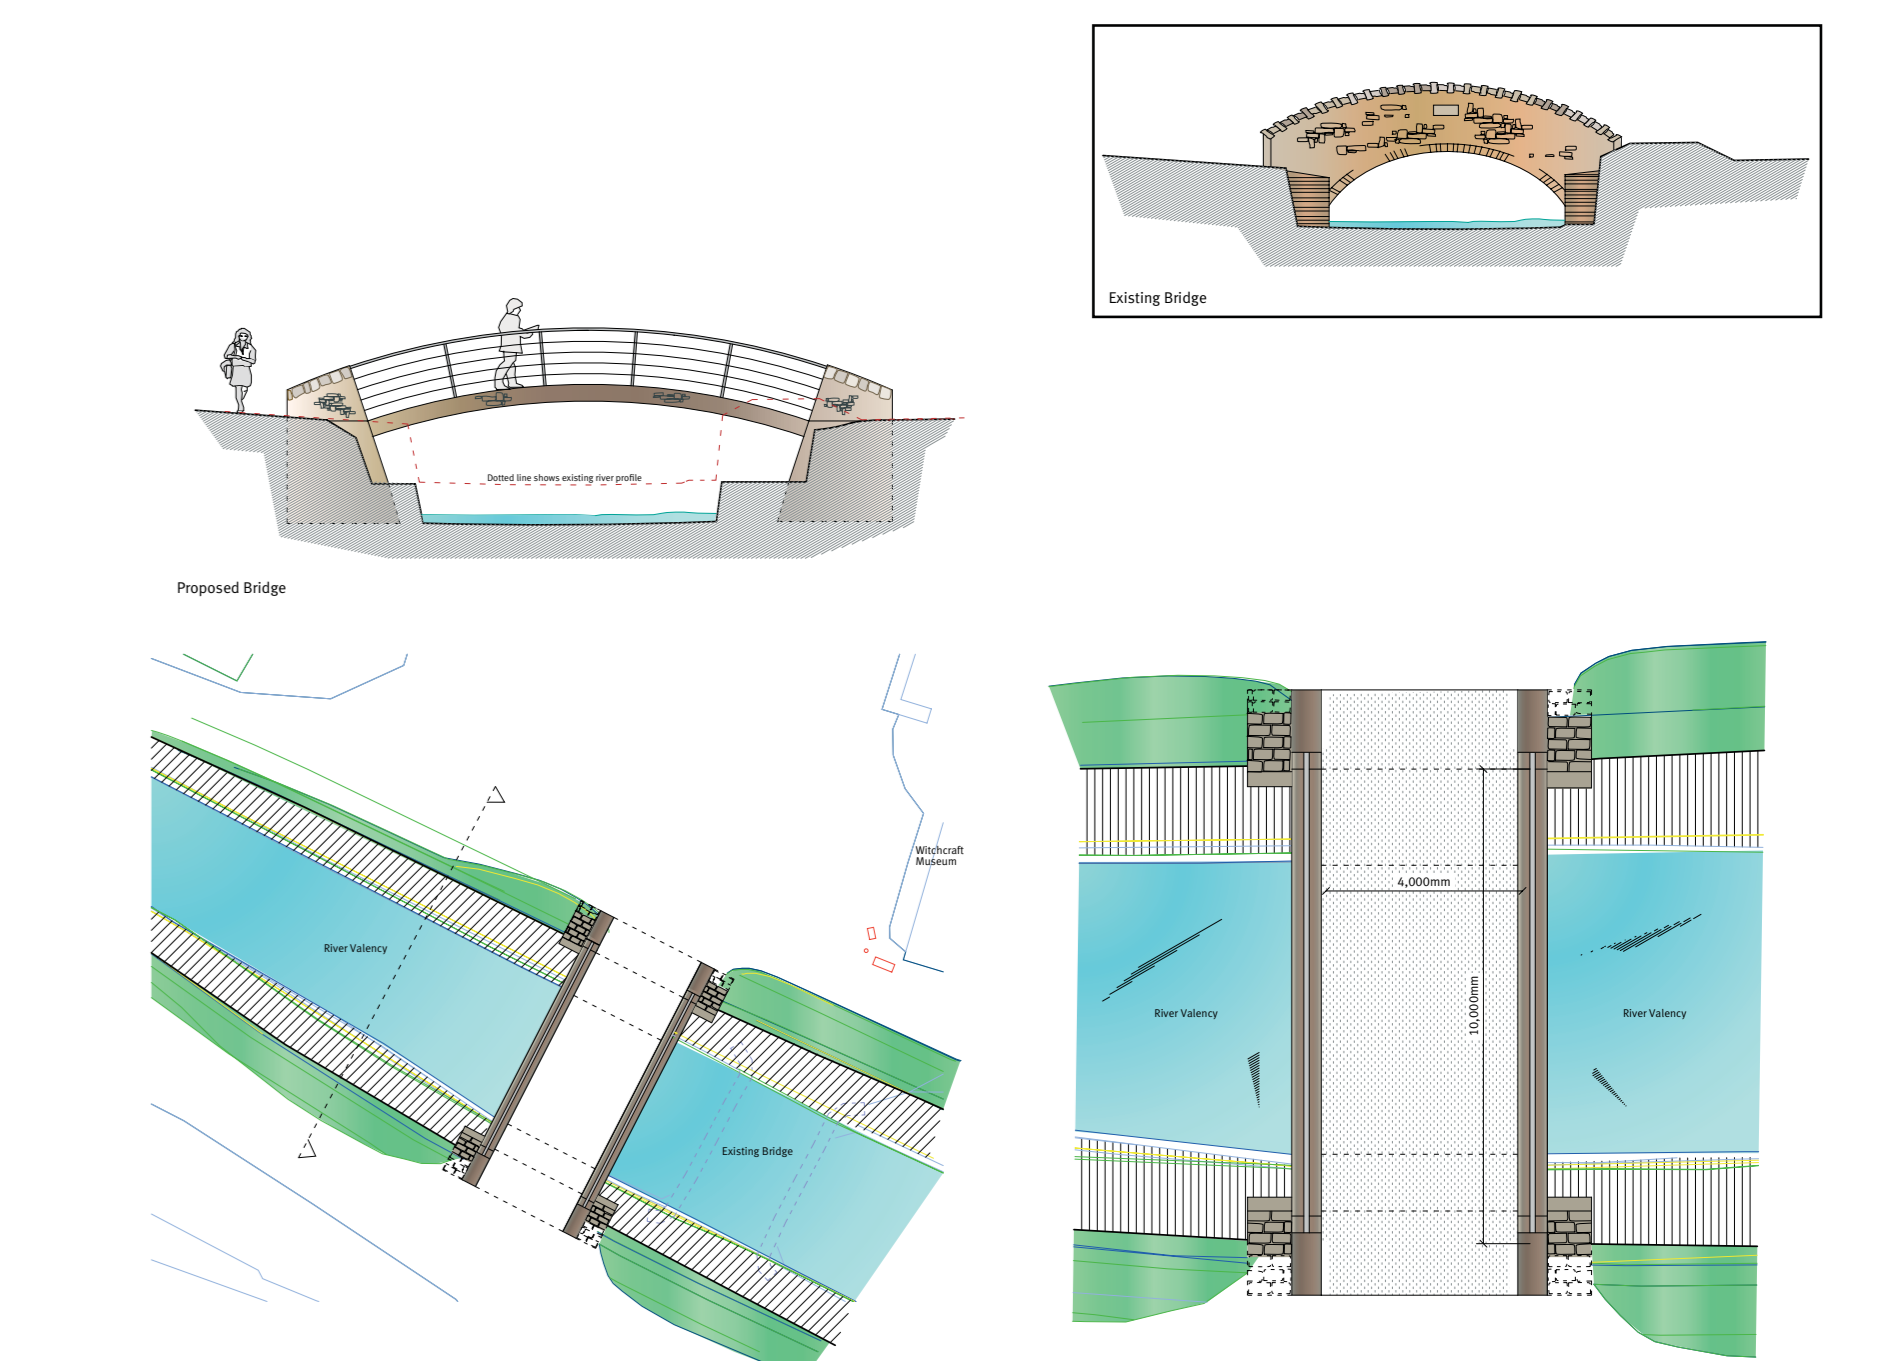 Existing Bridge
Dotted line shows existing river profile
Proposed Bridge
Witchcraft
Museum
River Valency
Existing Bridge
4,000mm
10,000mm
River Valency
River Valency